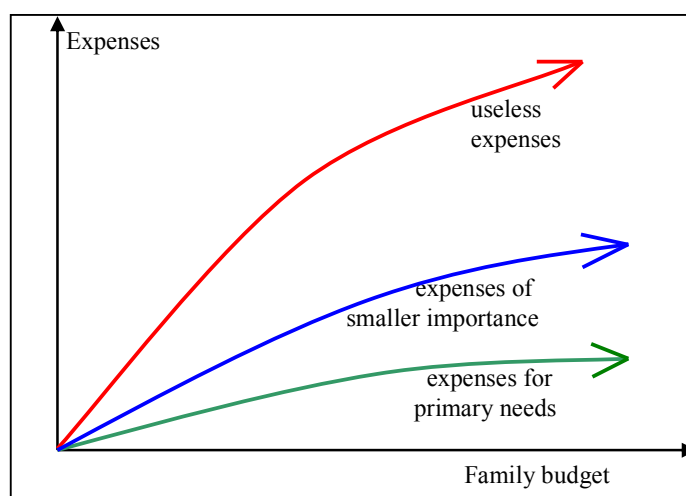 Expenses
useless
expenses
expenses of
smaller importance
expenses for
primary needs
Family budget